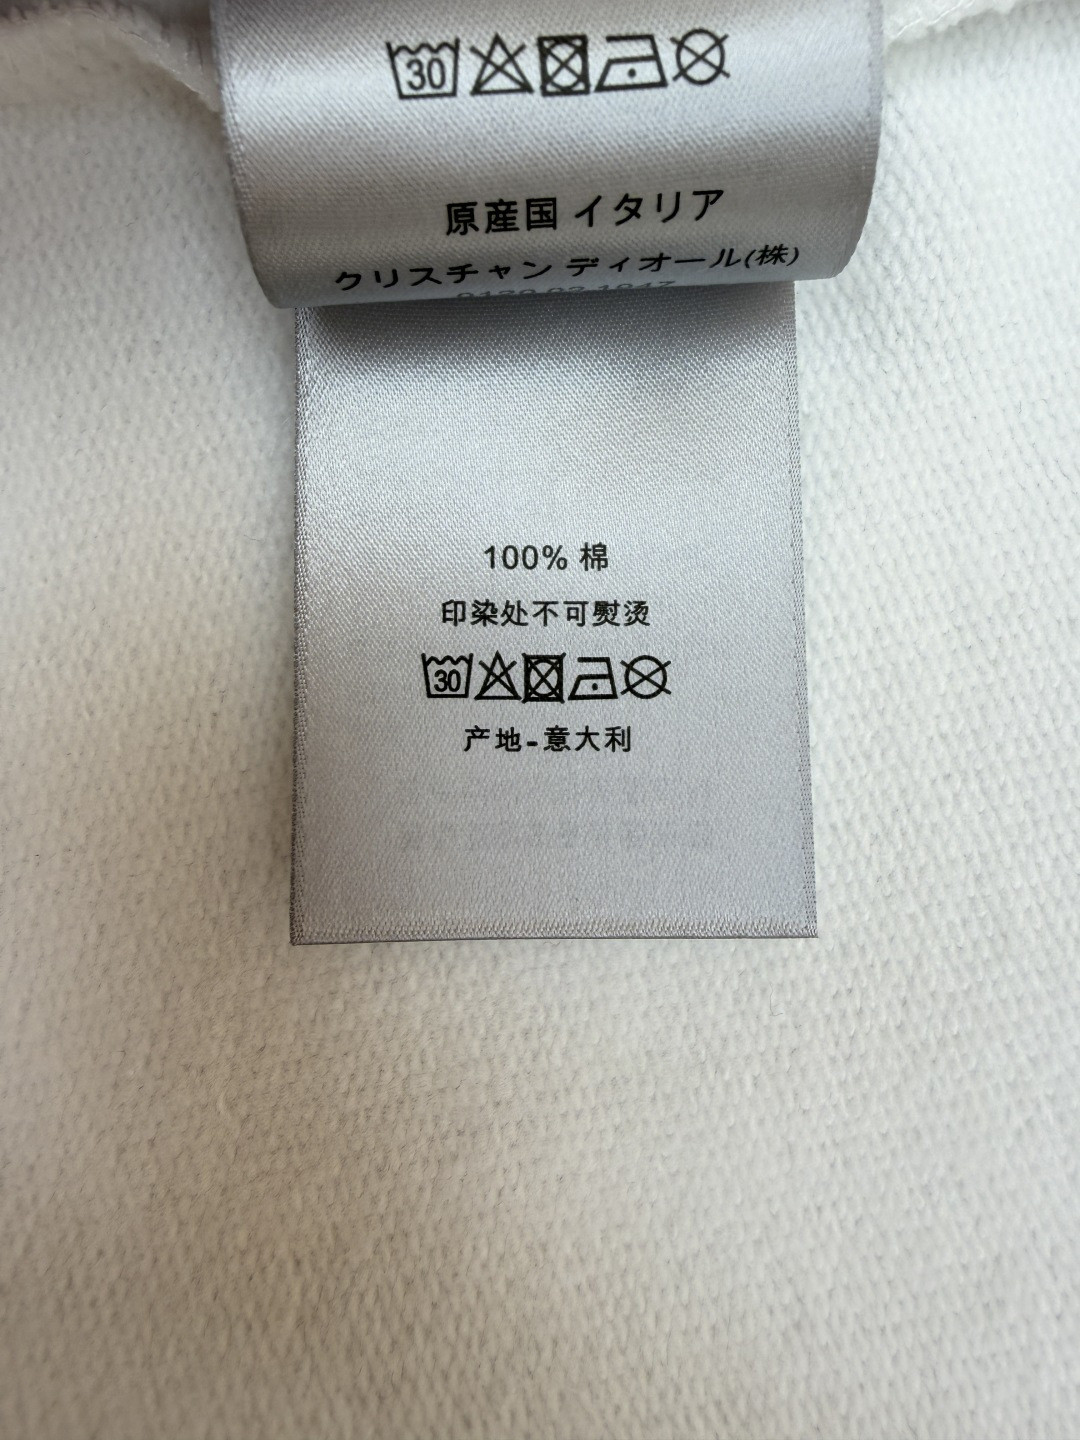 30
原産国 イタリア
クリスチャン ディオール(株)
100% 棉
印染处不可熨烫
30
产地-意大利